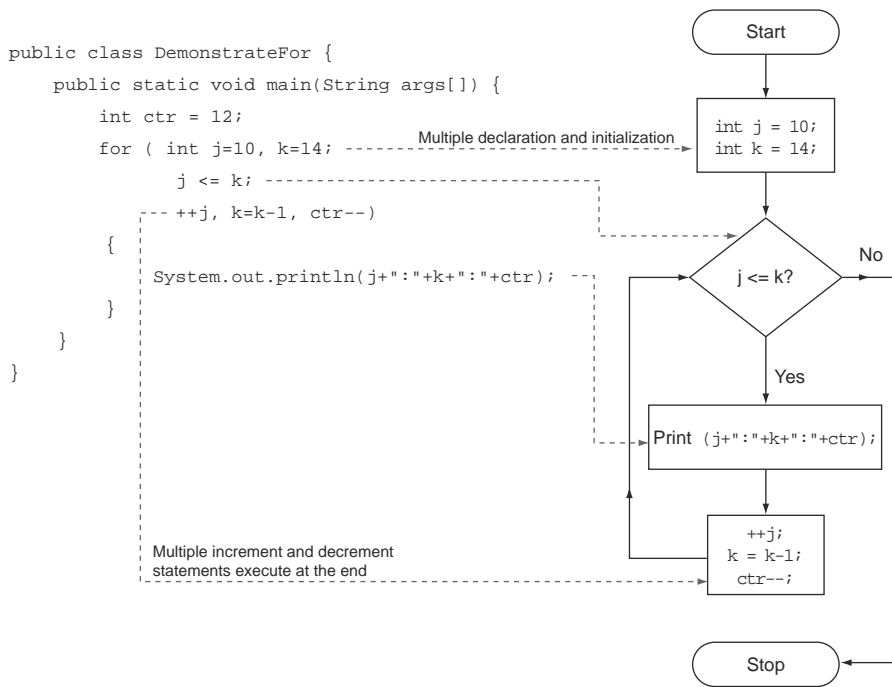 public class DemonstrateFor {
public static void main(String args[]) {
int ctr = 12;
for ( int j=10, k=14;
j <= k;
++j, k=k-1, ctr--)
{
System.out.println(j+":"+k+":"+ctr);
}
}
}
Multiple declaration and initialization
Multiple increment and decrement
statements execute at the end
Start
int j = 10;
int k = 14;
j <= k?
No
Yes
Print (j+":"+k+":"+ctr);
++j;
k = k-1;
ctr--;
Stop